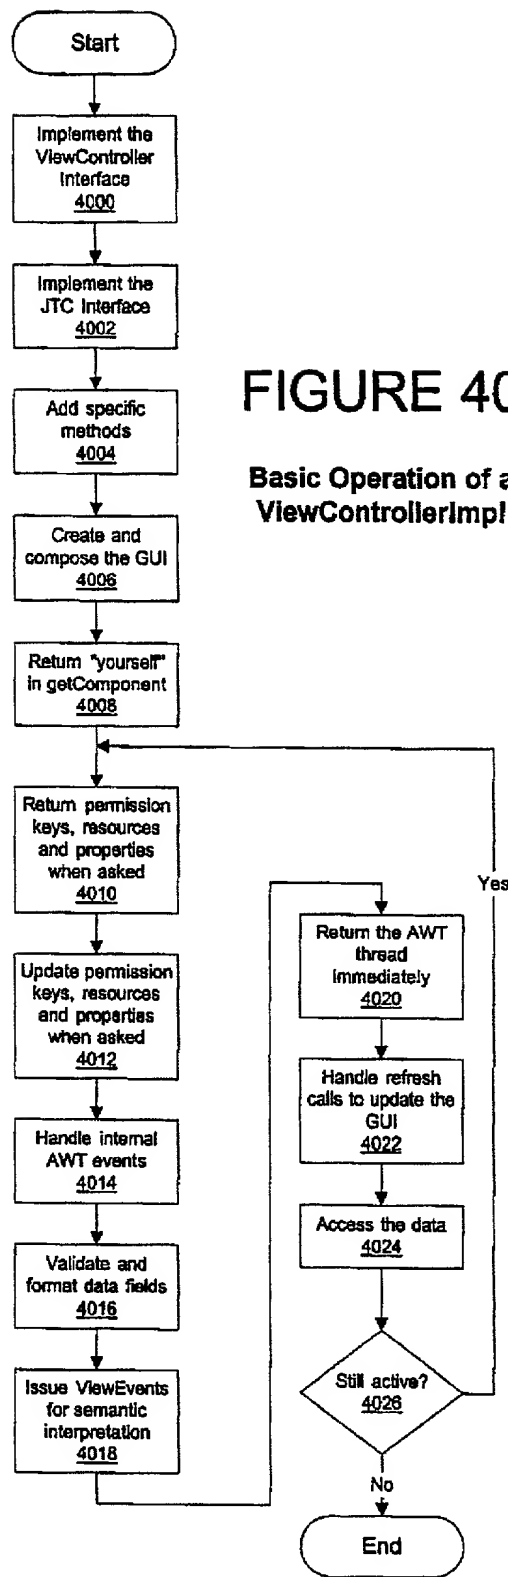 Start
Implement the
ViewController
Interface
4000
Implement the
JTC Interface
4002
Add specific
methods
4004
Create and
compose the GUI
4006
Return "yourself"
in getComponent
4008
Return permission
keys, resources
and properties
when asked
4010
Update permission
keys, resources
and properties
when asked
4012
Handle internal
AWT events
4014
Validate and
format data fields
4016
Issue ViewEvents
for semantic
interpretation
4018
FIGURE 40
Basic Operation of a
ViewControllerImpl
Return the AWT
thread
immediately
4020
Handle refresh
calls to update the
GUI
4022
Access the data
4024
Still active?
4026
Yes
No
End